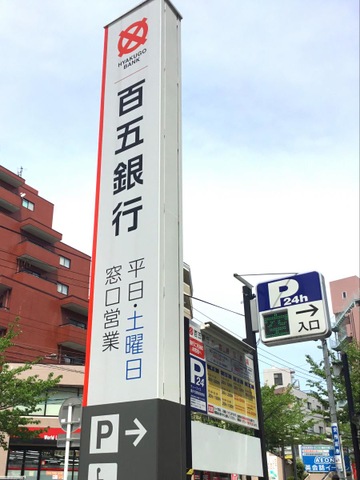 HYAKUGO
BANK
百五銀行
平日・土曜日
窓口営業
P →
P 24h
→
入口
P
24
AEON